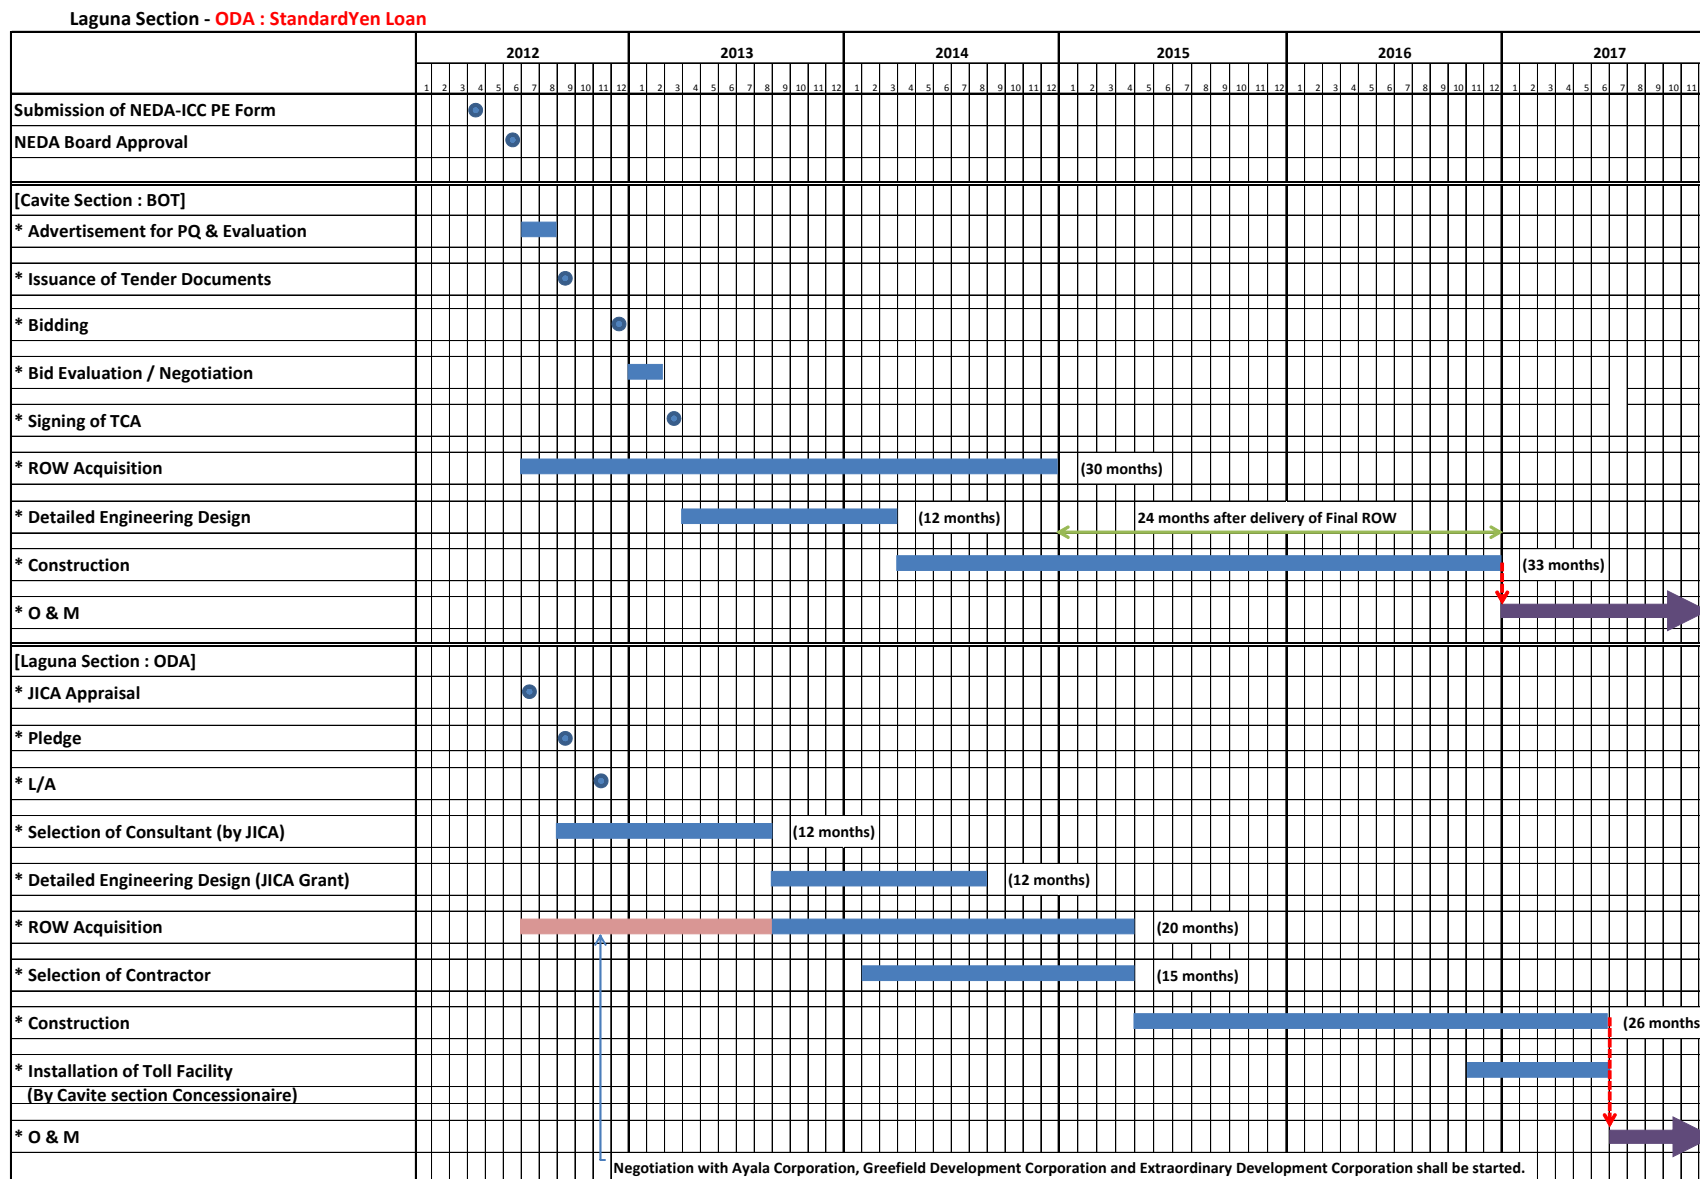 Laguna Section - ODA : StandardYen Loan
2012 2013 2014 2015 2016 2017
1 2 3 4 5 6 7 8 9 10 11 12 1 2 3 4 5 6 7 8 9 10 11 12 1 2 3 4 5 6 7 8 9 10 11 12 1 2 3 4 5 6 7 8 9 10 11 12 1 2 3 4 5 6 7 8 9 10 11 12 1 2 3 4 5 6 7 8 9 10 11
Submission of NEDA-ICC PE Form
NEDA Board Approval
[Cavite Section : BOT]
* Advertisement for PQ & Evaluation
* Issuance of Tender Documents
* Bidding
* Bid Evaluation / Negotiation
* Signing of TCA
* ROW Acquisition (30 months)
* Detailed Engineering Design (12 months) 24 months after delivery of Final ROW
* Construction (33 months)
* O & M
[Laguna Section : ODA]
* JICA Appraisal
* Pledge
* L/A
* Selection of Consultant (by JICA) (12 months)
* Detailed Engineering Design (JICA Grant) (12 months)
* ROW Acquisition (20 months)
* Selection of Contractor (15 months)
* Construction (26 months
* Installation of Toll Facility
(By Cavite section Concessionaire)
* O & M
Negotiation with Ayala Corporation, Greefield Development Corporation and Extraordinary Development Corporation shall be started.